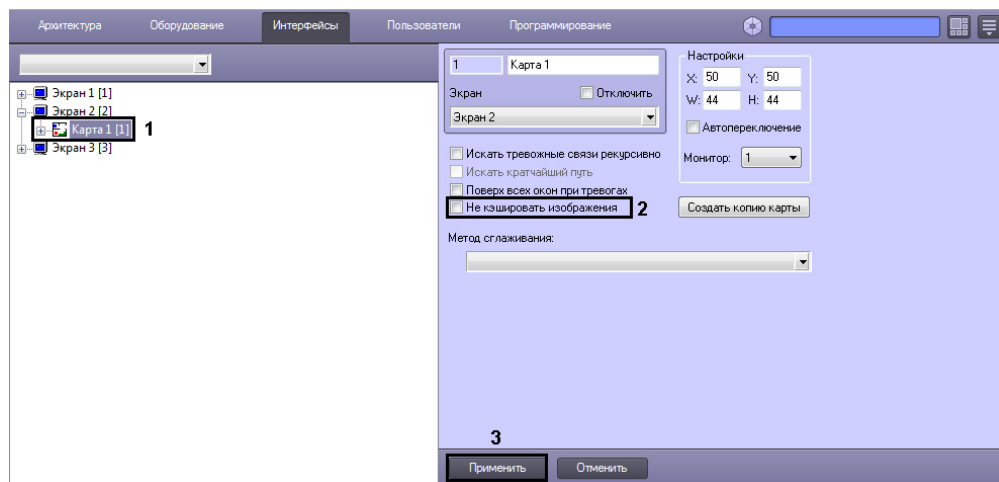 Архитектура Оборудование Интерфейсы Пользователи Программирование
Экран 1 [1]
Экран 2 [2]
Карта 1 [1] 1
Экран 3 [3]
1 Карта 1
Экран Отключить
Экран 2
Настройки
X: 50 Y: 50
W: 44 H: 44
Автопереключение
Монитор: 1
Искать тревожные связи рекурсивно
Искать кратчайший путь
Поверх всех окон при тревогах
Не кэшировать изображения 2
Создать копию карты
Метод сглаживания:
3
Применить Отменить